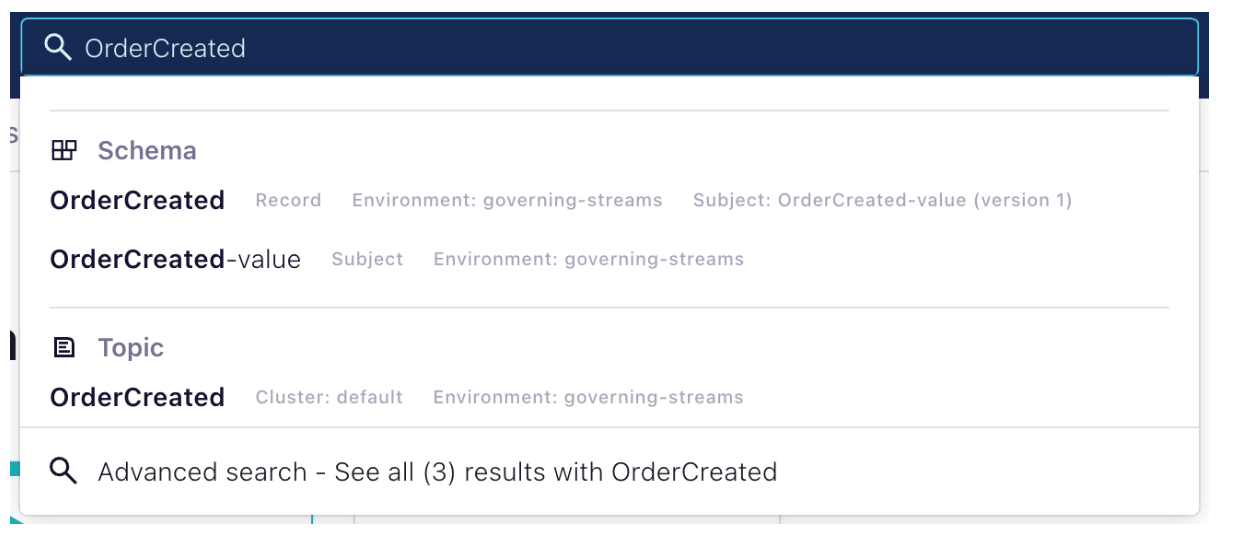 OrderCreated
s
Schema
OrderCreated Record Environment: governing-streams Subject: OrderCreated-value (version 1)
OrderCreated-value Subject Environment: governing-streams
Topic
OrderCreated Cluster: default Environment: governing-streams
Advanced search - See all (3) results with OrderCreated